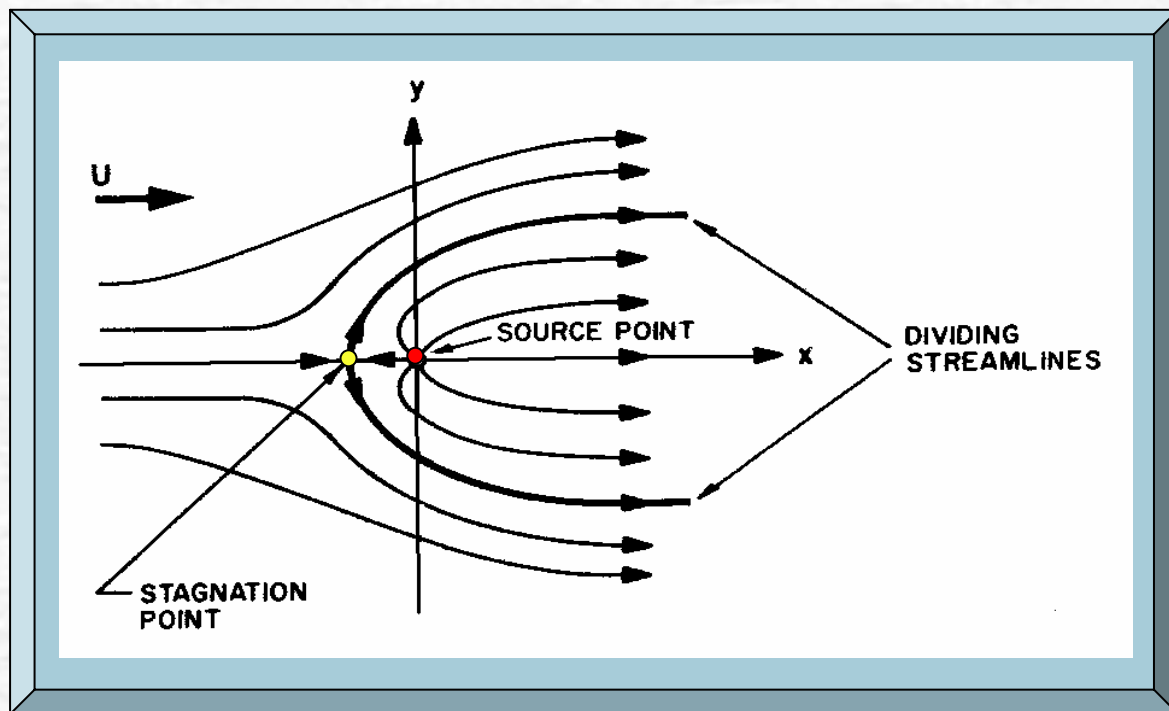 y
U
SOURCE POINT
x
DIVIDING
STREAMLINES
STAGNATION
POINT